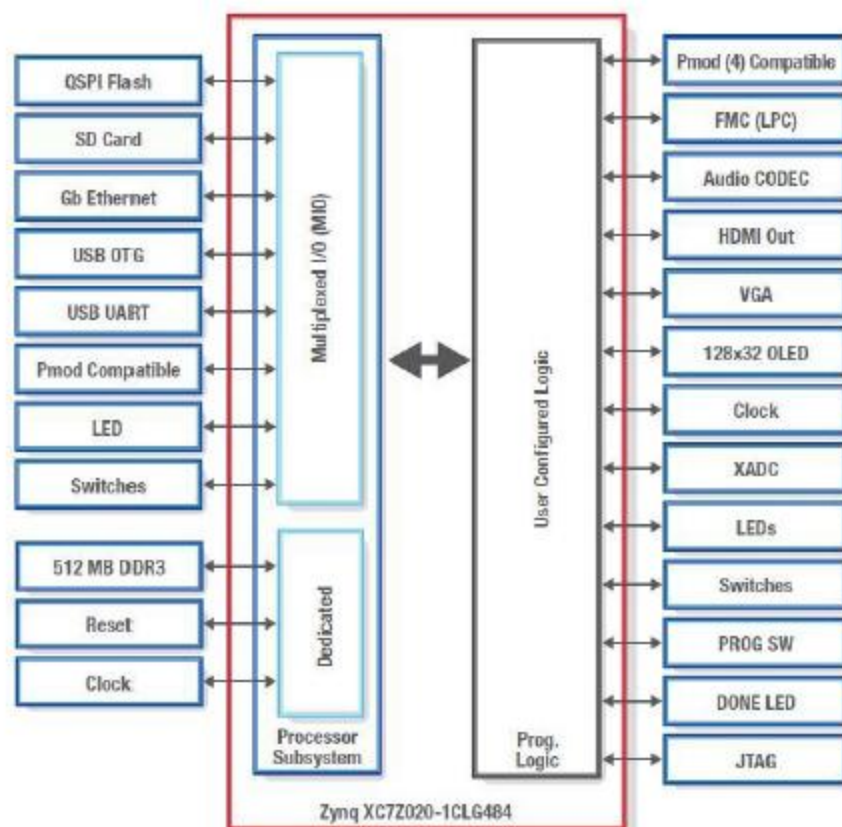 QSPI Flash
SD Card
Gb Ethernet
USB OTG
USB UART
Pmod Compatible
LED
Switches
512 MB DDR3
Reset
Clock
Multiplexed I/O (MIO)
Dedicated
Processor
Subsystem
User Configured Logic
Prog.
Logic
Zynq XC7Z020-1CLG484
Pmod (4) Compatible
FMC (LPC)
Audio CODEC
HDMI Out
VGA
128x32 OLED
Clock
XADC
LEDs
Switches
PROG SW
DONE LED
JTAG